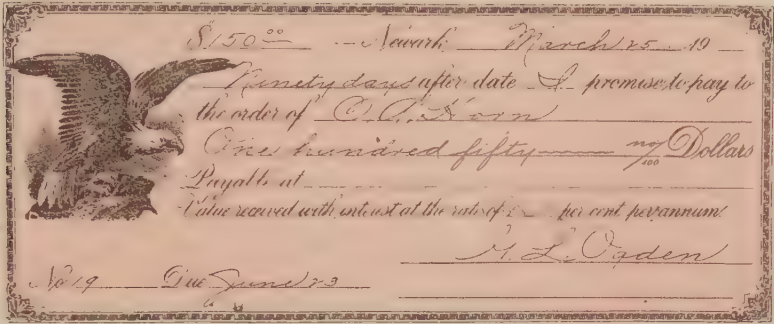 $150.00 Newark, March 25 19
Ninety days after date I promise to pay to
the order of O. A. Horn
One hundred fifty no/100 Dollars
Payable at
Value received with interest at the rate of per cent per annum.
H. L. Ogden
No 19 Due June 23